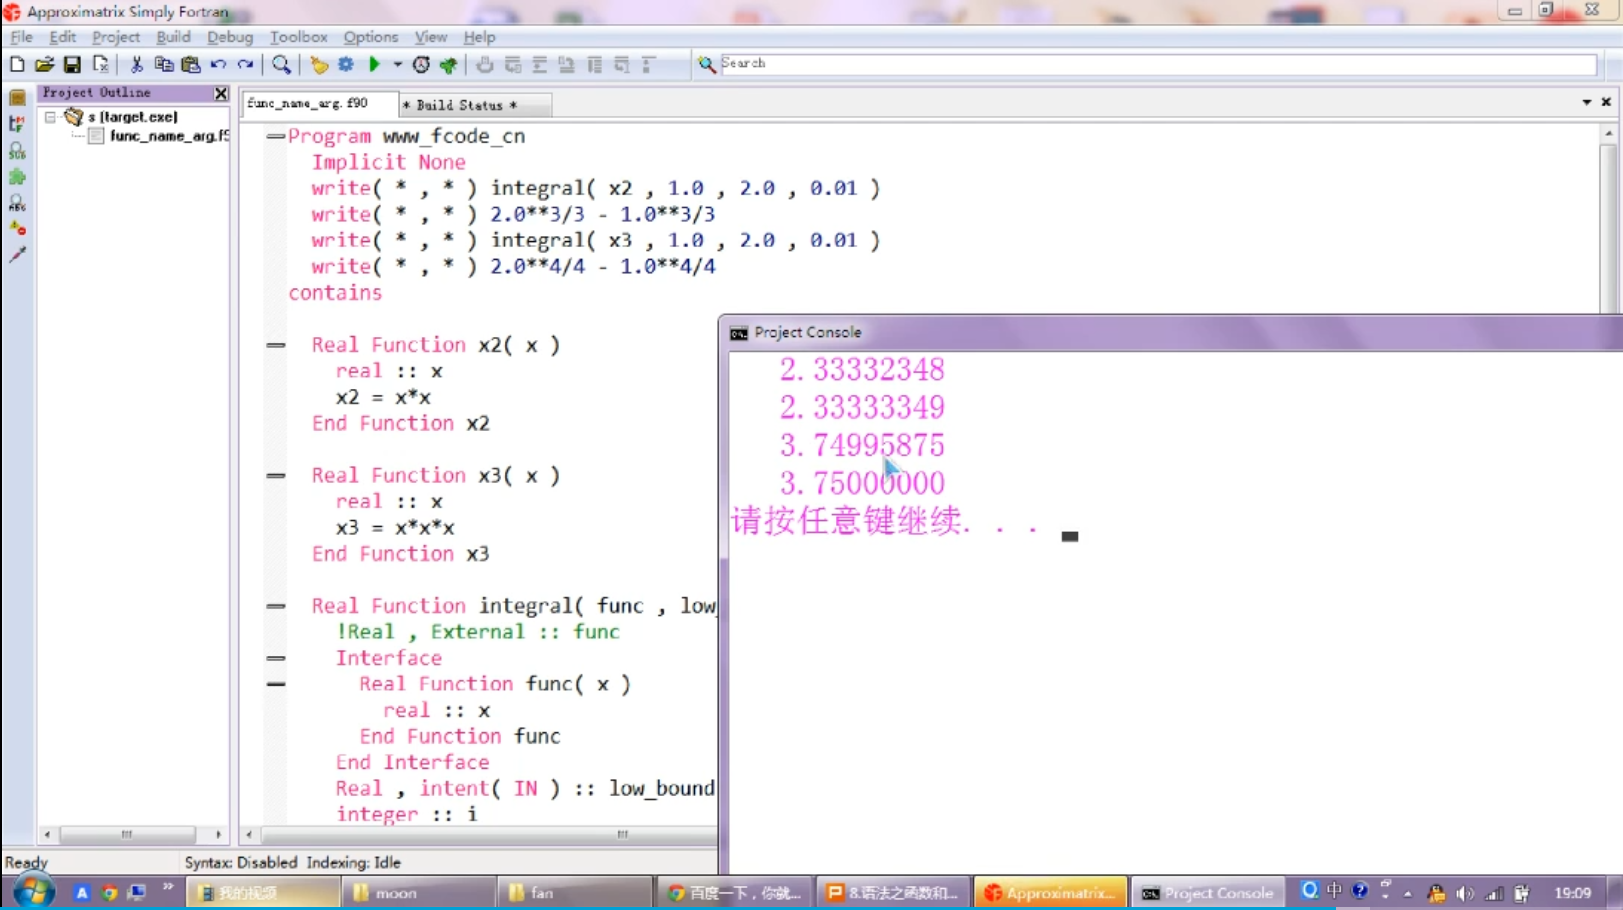 Approximatrix Simply Fortran
File Edit Project Build Debug Toolbox Options View Help
Search
Project Outline
s (target.exe)
func_name_arg.f9
func_name_arg.f90
* Build Status *
Program www_fcode_cn
Implicit None
write( * , * ) integral( x2 , 1.0 , 2.0 , 0.01 )
write( * , * ) 2.0**3/3 - 1.0**3/3
write( * , * ) integral( x3 , 1.0 , 2.0 , 0.01 )
write( * , * ) 2.0**4/4 - 1.0**4/4
contains
Real Function x2( x )
real :: x
x2 = x*x
End Function x2
Real Function x3( x )
real :: x
x3 = x*x*x
End Function x3
Real Function integral( func , low_
!Real , External :: func
Interface
Real Function func( x )
real :: x
End Function func
End Interface
Real , intent( IN ) :: low_bound
integer :: i
Project Console
2.33332348
2.33333349
3.74995875
3.75000000
请按任意键继续. . .
Ready
Syntax: Disabled Indexing: Idle
我的视频
moon
fan
百度一下，你就...
8.语法之函数和...
Approximatrix...
Project Console
中
19:09